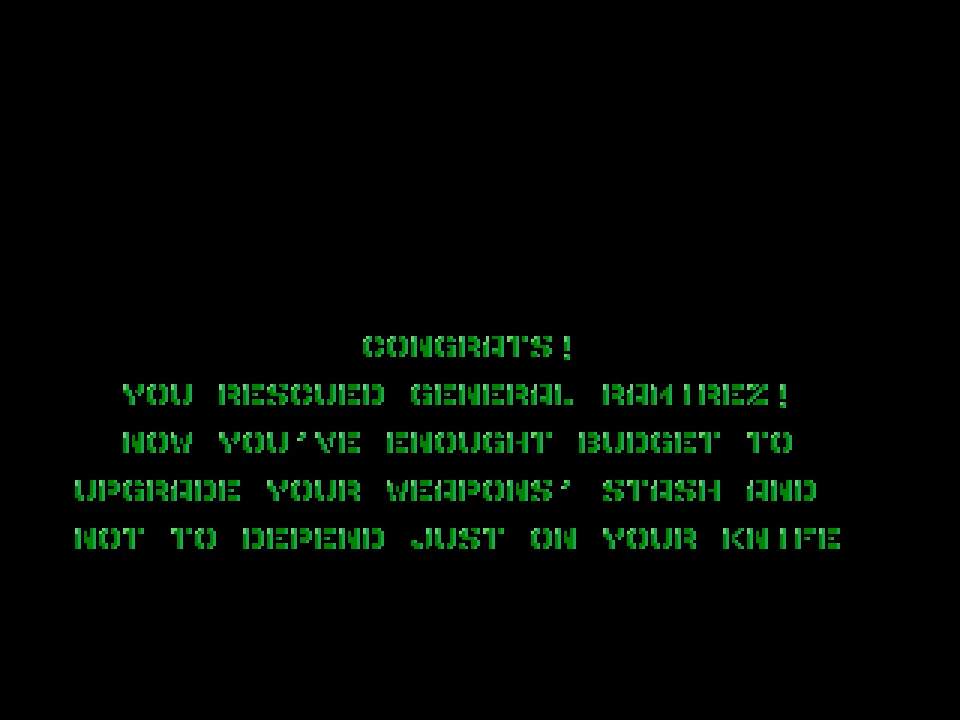 CONGRATS!
YOU RESCUED GENERAL RAMIREZ!
NOW YOU'VE ENOUGHT BUDGET TO
UPGRADE YOUR WEAPONS' STASH AND
NOT TO DEPEND JUST ON YOUR KNIFE